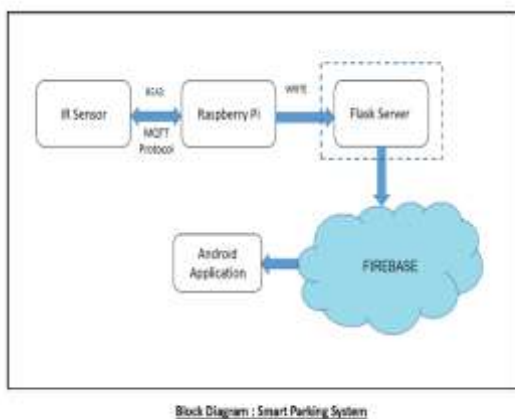 READ
WRITE
IR Sensor
Raspberry Pi
Flask Server
MQTT
Protocol
Android
Application
FIREBASE
Block Diagram : Smart Parking System